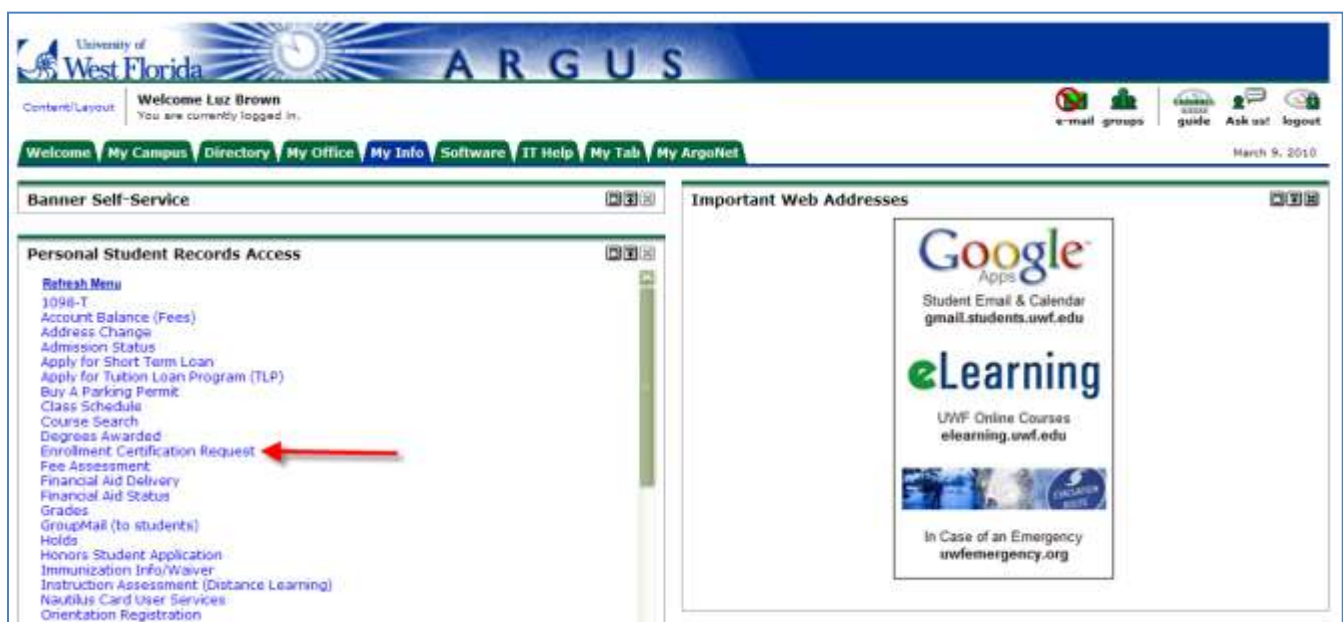 University of
West Florida
ARGUS
Content/Layout
Welcome Luz Brown
You are currently logged in.
e-mail groups guide Ask us! logout
Welcome My Campus Directory My Office My Info Software IT Help My Tab My ArgoNet
March 9, 2010
Banner Self-Service
Personal Student Records Access
Refresh Menu
1098-T
Account Balance (Fees)
Address Change
Admission Status
Apply for Short Term Loan
Apply for Tuition Loan Program (TLP)
Buy A Parking Permit
Class Schedule
Course Search
Degrees Awarded
Enrollment Certification Request
Fee Assessment
Financial Aid Delivery
Financial Aid Status
Grades
GroupMail (to students)
Holds
Honors Student Application
Immunization Info/Waiver
Instruction Assessment (Distance Learning)
Nautilus Card User Services
Orientation Registration
Important Web Addresses
Google
Apps
Student Email & Calendar
gmail.students.uwf.edu
eLearning
UWF Online Courses
elearning.uwf.edu
EVACUATION
ROUTE
In Case of an Emergency
uwfemergency.org